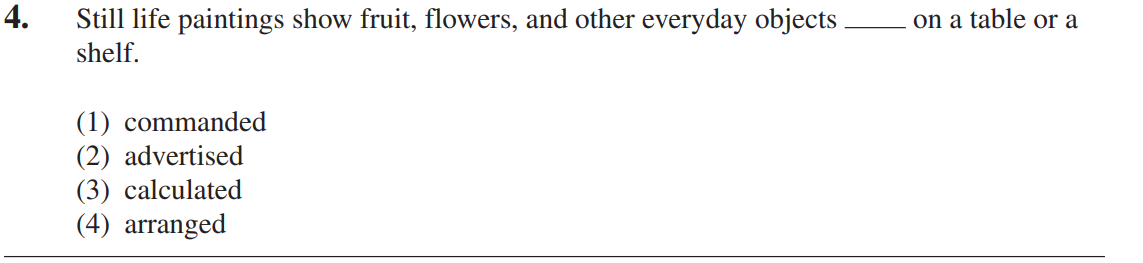 4. Still life paintings show fruit, flowers, and other everyday objects ____ on a table or a
shelf.
(1) commanded
(2) advertised
(3) calculated
(4) arranged